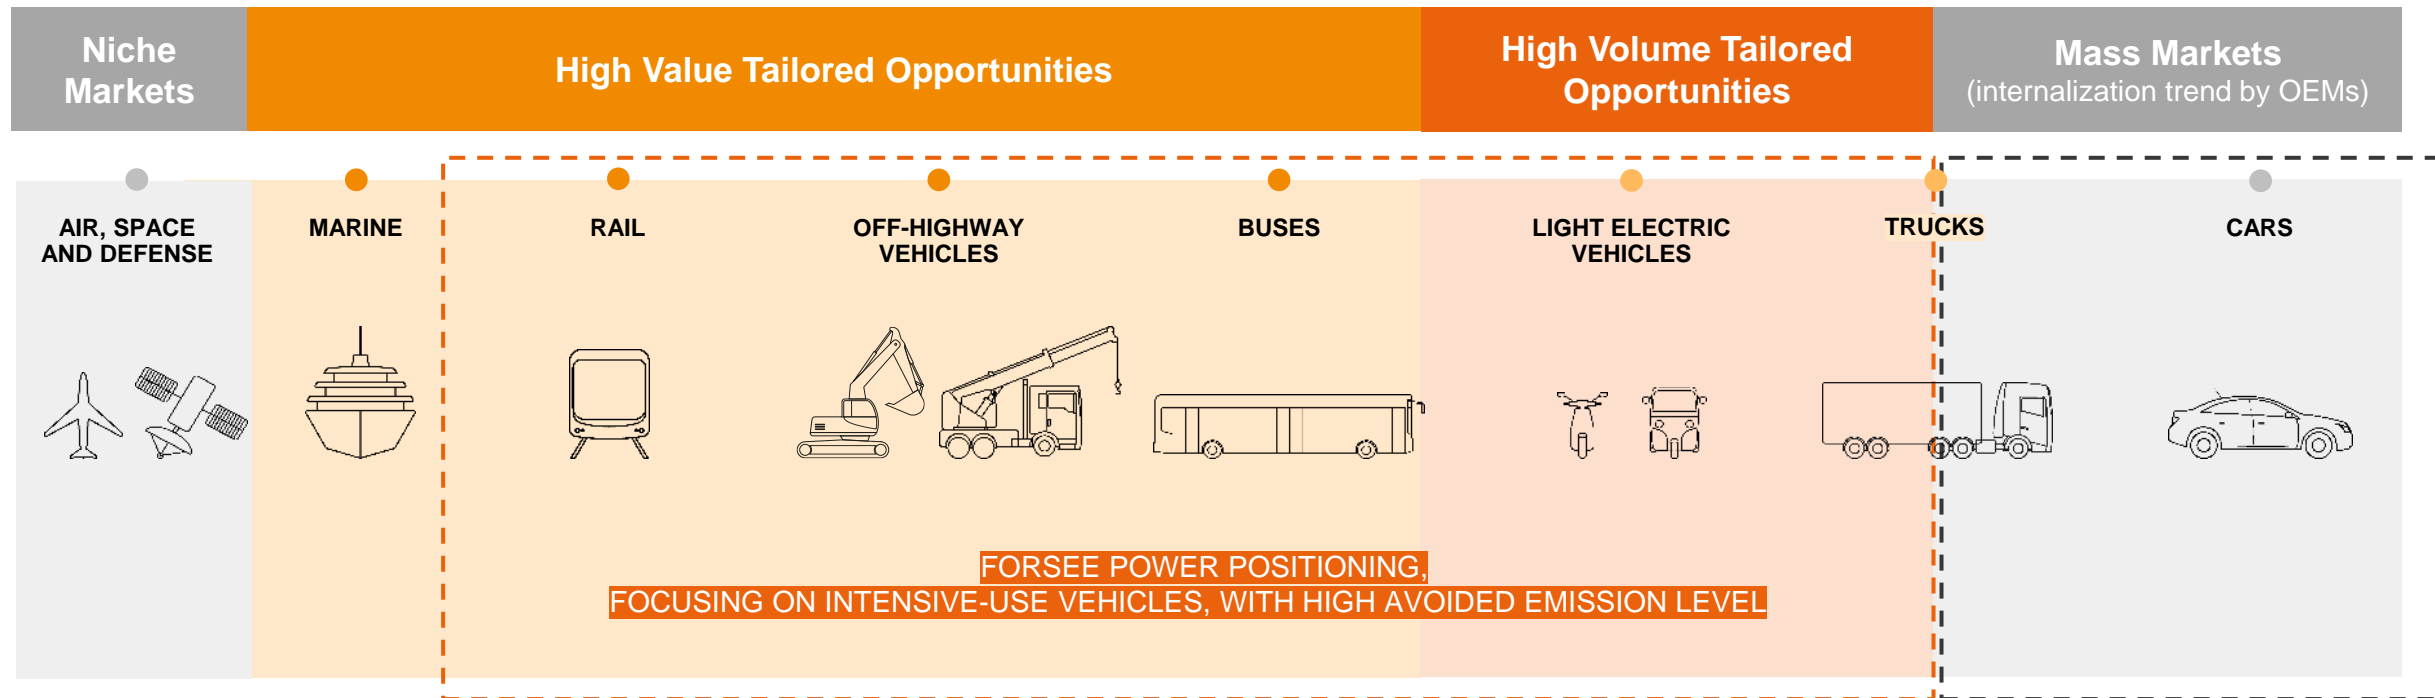 Niche
Markets
High Value Tailored Opportunities
High Volume Tailored
Opportunities
Mass Markets
(internalization trend by OEMs)
AIR, SPACE
AND DEFENSE
MARINE
RAIL
OFF-HIGHWAY
VEHICLES
BUSES
LIGHT ELECTRIC
VEHICLES
TRUCKS
CARS
FORSEE POWER POSITIONING,
FOCUSING ON INTENSIVE-USE VEHICLES, WITH HIGH AVOIDED EMISSION LEVEL